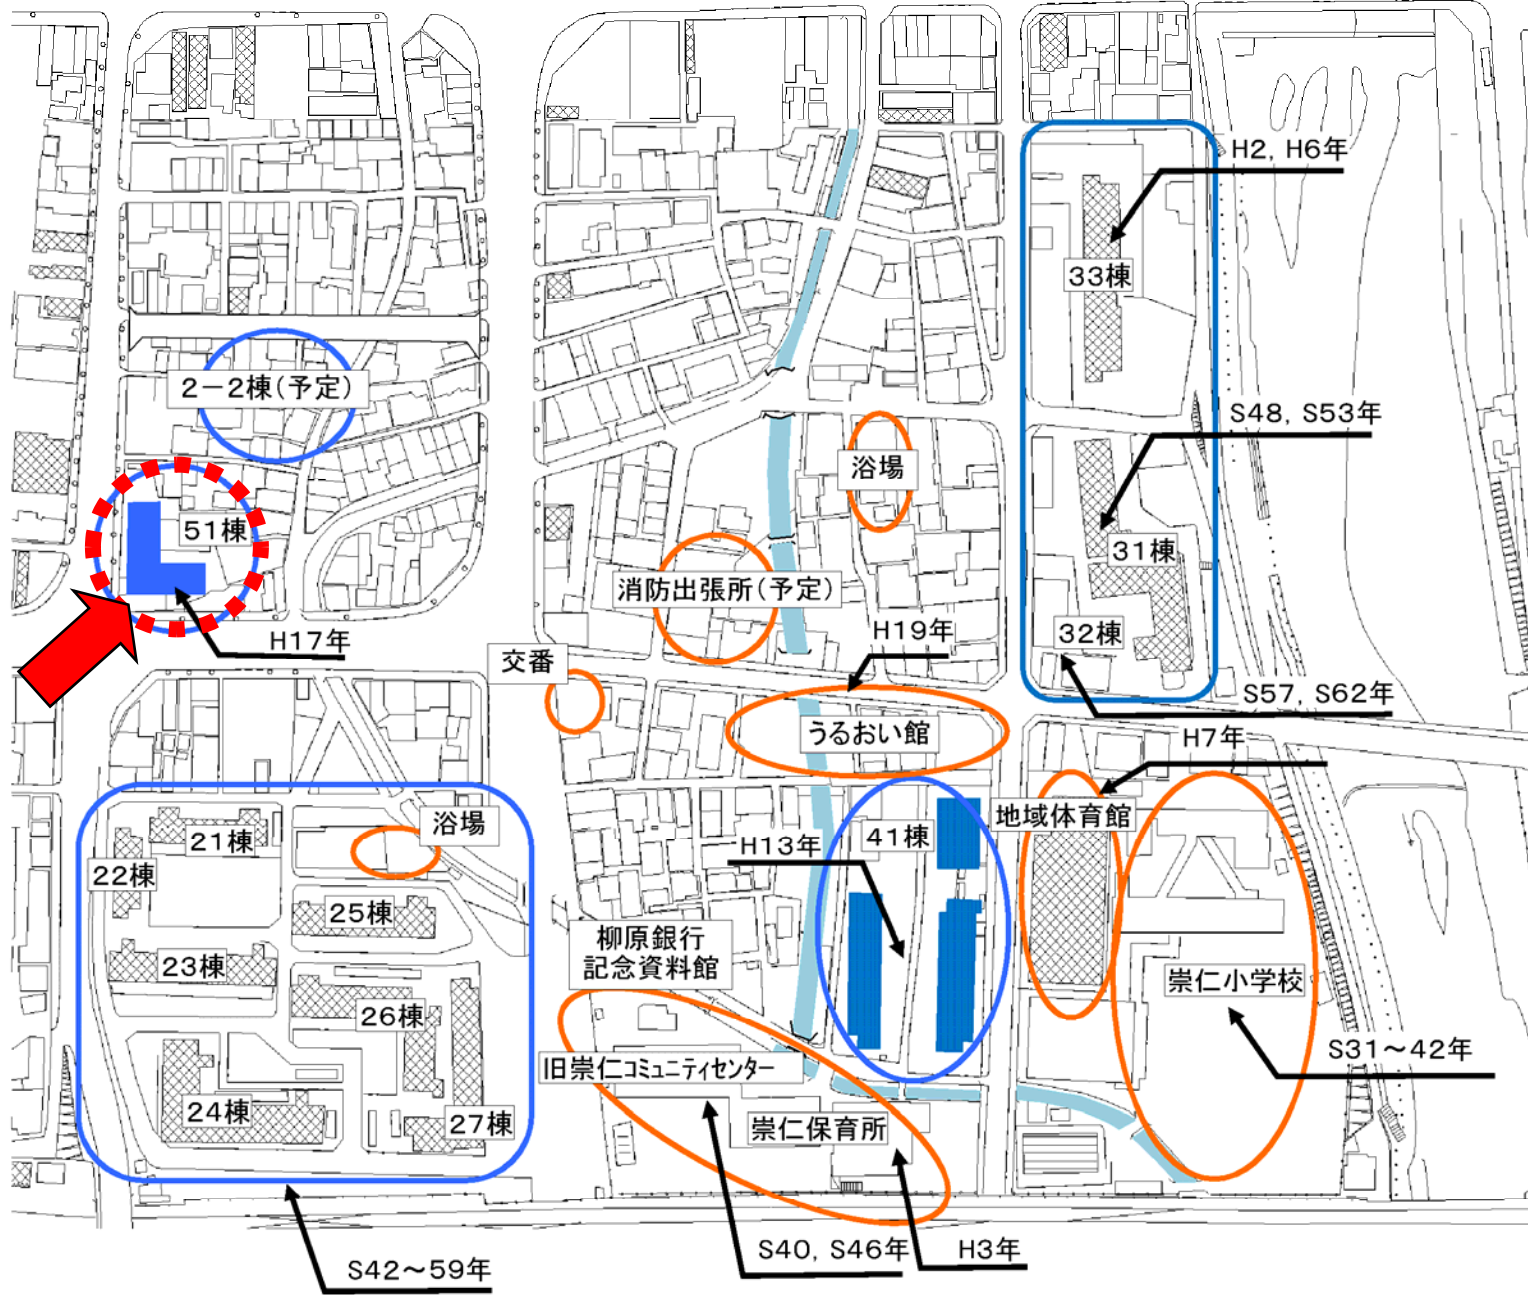 H2, H6年
33棟
2－2棟(予定)
S48, S53年
浴場
51棟
31棟
消防出張所(予定)
H17年
H19年
32棟
交番
S57, S62年
うるおい館
H7年
地域体育館
浴場
21棟
41棟
H13年
22棟
25棟
柳原銀行
記念資料館
23棟
崇仁小学校
26棟
S31～42年
旧崇仁コミュニティセンター
24棟
27棟
崇仁保育所
S42～59年
S40, S46年
H3年